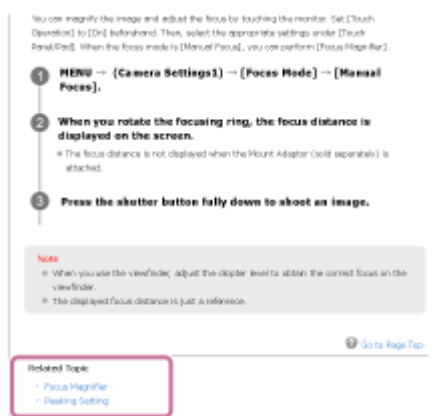 You can magnify the image and adjust the focus by touching the monitor. Set [Touch
Operation] to [On] beforehand. Then, select the appropriate settings under [Touch
Panel/Pad]. When the focus mode is [Manual Focus], you can perform [Focus Magnifier].
1 MENU → (Camera Settings1) → [Focus Mode] → [Manual
Focus].
2 When you rotate the focusing ring, the focus distance is
displayed on the screen.
The focus distance is not displayed when the Mount Adaptor (sold separately) is
attached.
3 Press the shutter button fully down to shoot an image.
Note
When you use the viewfinder, adjust the diopter level to obtain the correct focus on the
viewfinder.
The displayed focus distance is just a reference.
Go to Page Top
Related Topic
Focus Magnifier
Peaking Setting